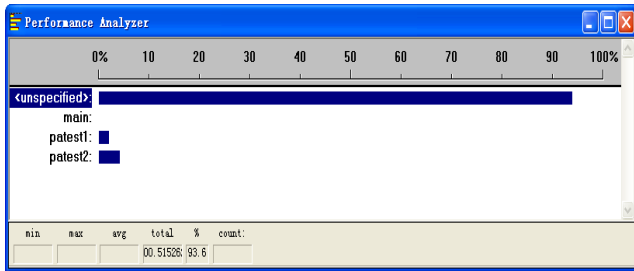 Performance Analyzer
0% 10 20 30 40 50 60 70 80 90 100%
<unspecified>:
main:
patest1:
patest2:
min max avg total % count:
00.51526 93.6